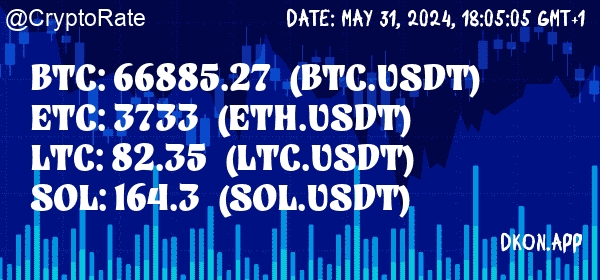 @CryptoRate
DATE: MAY 31, 2024, 18:05:05 GMT+1
BTC: 66885.27 (BTC.USDT)
ETC: 3733 (ETH.USDT)
LTC: 82.35 (LTC.USDT)
SOL: 164.3 (SOL.USDT)
DKON.APP